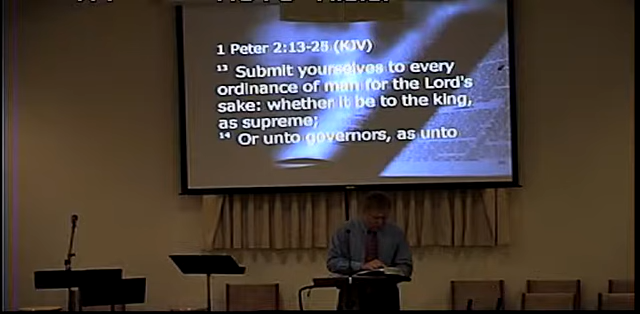 1 Peter 2:13-25 (KJV)
13 Submit yourselves to every
ordinance of man for the Lord's
sake: whether it be to the king,
as supreme;
14 Or unto governors, as unto